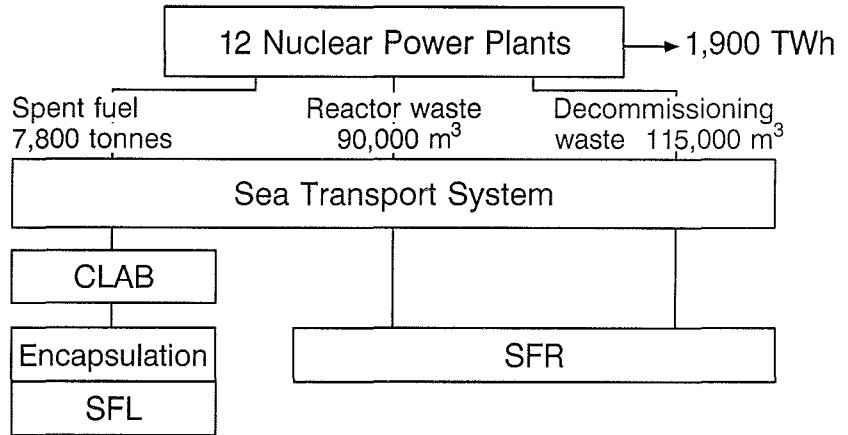 12 Nuclear Power Plants
1,900 TWh
Spent fuel
7,800 tonnes
Reactor waste
90,000 m³
Decommissioning
waste 115,000 m³
Sea Transport System
CLAB
Encapsulation
SFL
SFR